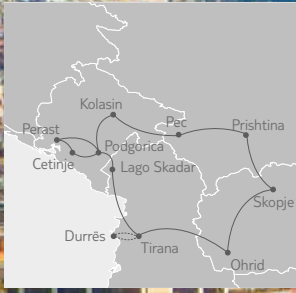 Kolasin
Perast
Pec
Prishtina
Podgorica
Cetinje
Lago Skadar
Skopje
Durrës
Tirana
Ohrid